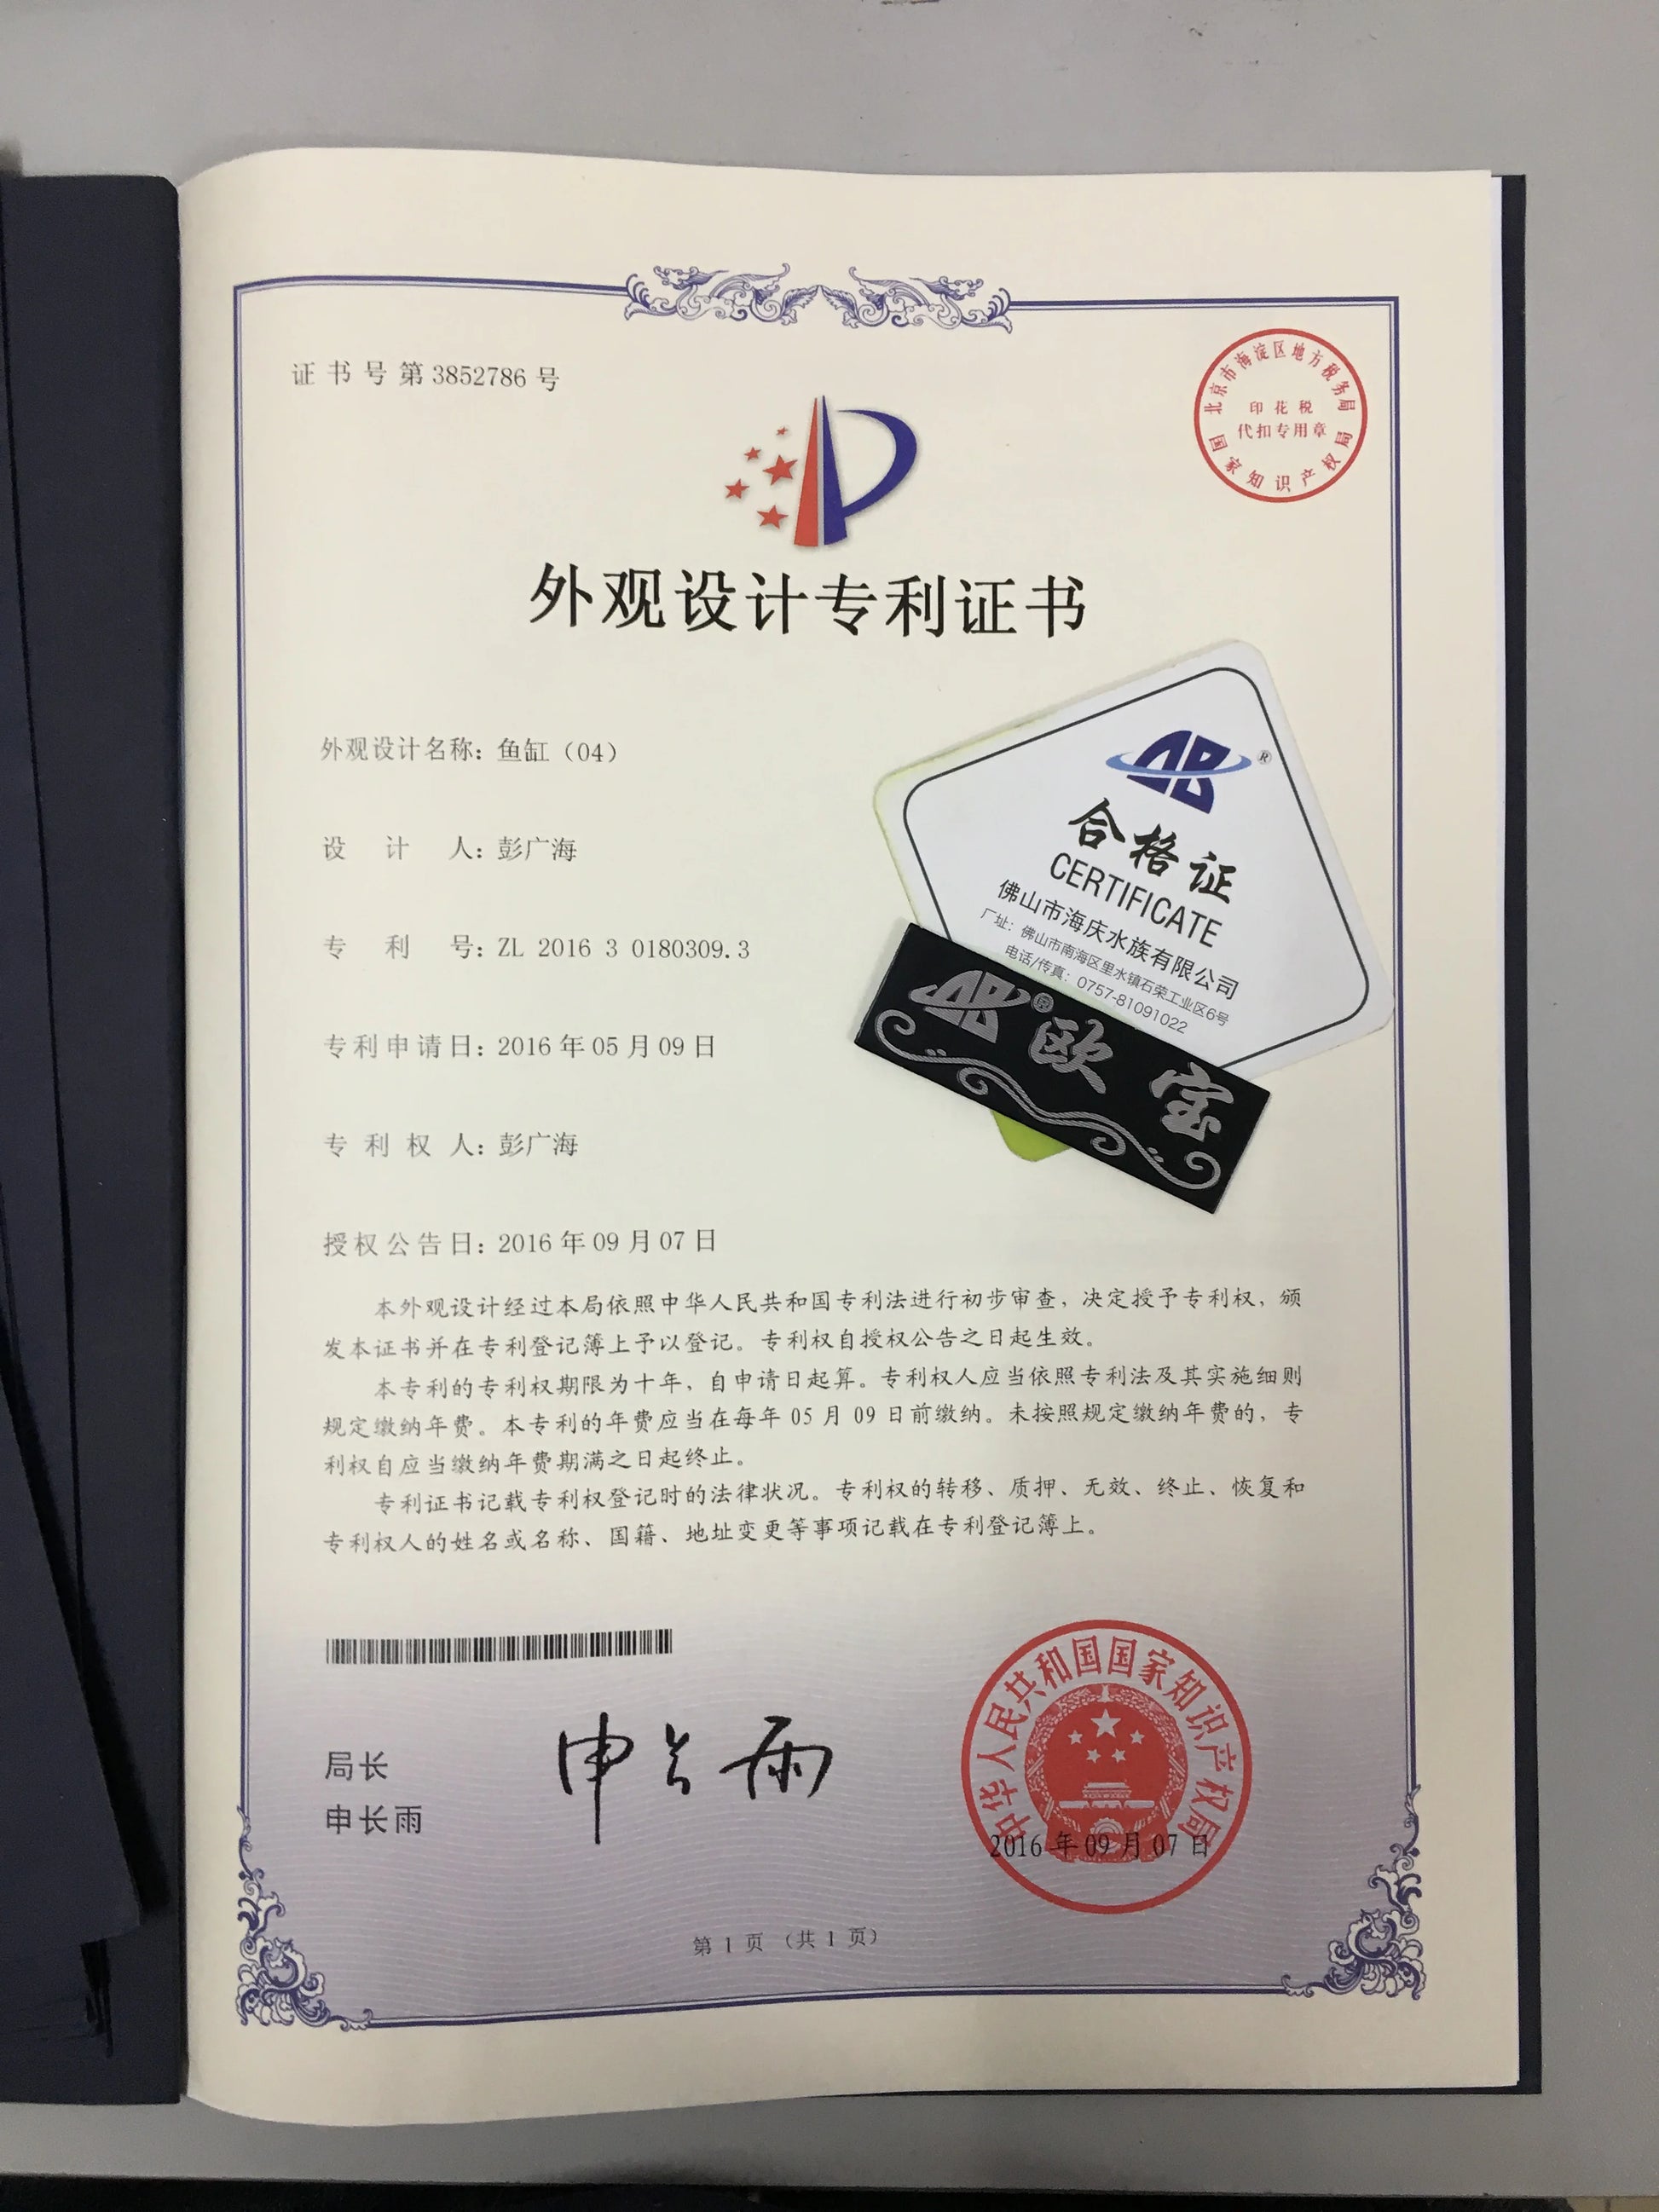 证书号第3852786号
北京市海淀区地方税务局
印花税
代扣专用章
国家知识产权局
外观设计专利证书
外观设计名称：鱼缸（04）
设计人：彭广海
专利号：ZL 2016 3 0180309.3
专利申请日：2016年05月09日
专利权人：彭广海
授权公告日：2016年09月07日
®
合格证
CERTIFICATE
佛山市海庆水族有限公司
厂址：佛山市南海区里水镇石荣工业区6号
电话/传真：0757-81091022
® 欧宝
本外观设计经过本局依照中华人民共和国专利法进行初步审查，决定授予专利权，颁
发本证书并在专利登记簿上予以登记。专利权自授权公告之日起生效。
本专利的专利权期限为十年，自申请日起算。专利权人应当依照专利法及其实施细则
规定缴纳年费。本专利的年费应当在每年05月09日前缴纳。未按照规定缴纳年费的，专
利权自应当缴纳年费期满之日起终止。
专利证书记载专利权登记时的法律状况。专利权的转移、质押、无效、终止、恢复和
专利权人的姓名或名称、国籍、地址变更等事项记载在专利登记簿上。
局长
申长雨
申长雨
中华人民共和国国家知识产权局
2016年09月07日
第1页（共1页）